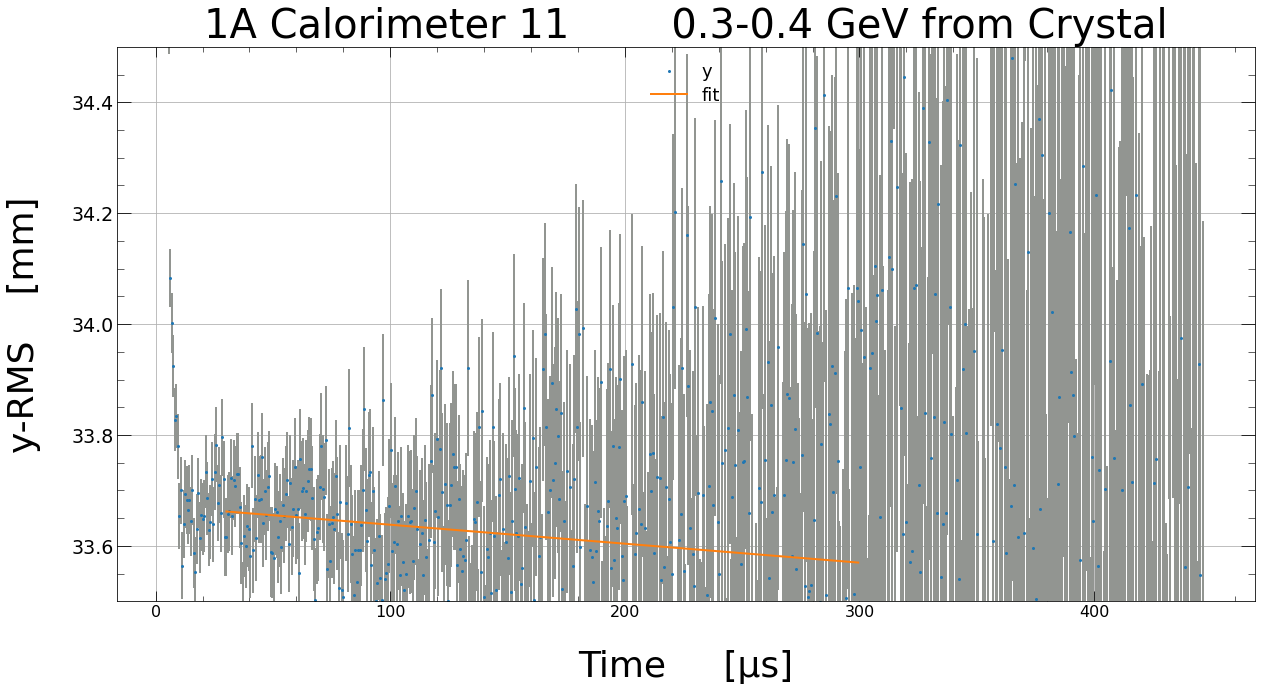 1A Calorimeter 11 0.3-0.4 GeV from Crystal
y
fit
34.4
34.2
34.0
33.8
33.6
y-RMS [mm]
0 100 200 300 400
Time [µs]